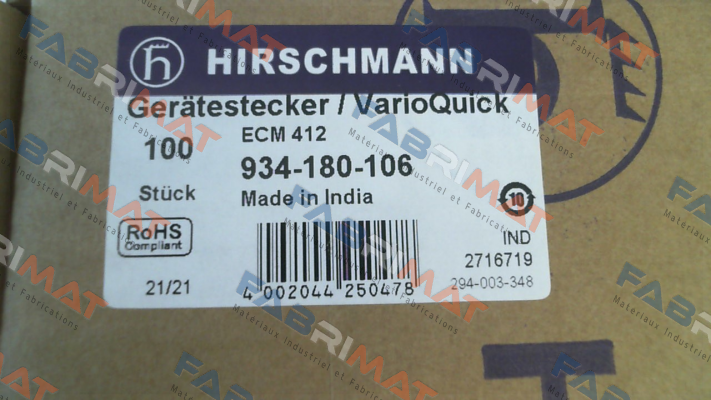 HIRSCHMANN
Gerätestecker / VarioQuick
100
ECM 412
934-180-106
Stück
Made in India
RoHS
Compliant
10
IND
2716719
21/21
4 002044 250478
294-003-348
FABRIMAT
Materiaux Industriel et Fabrications